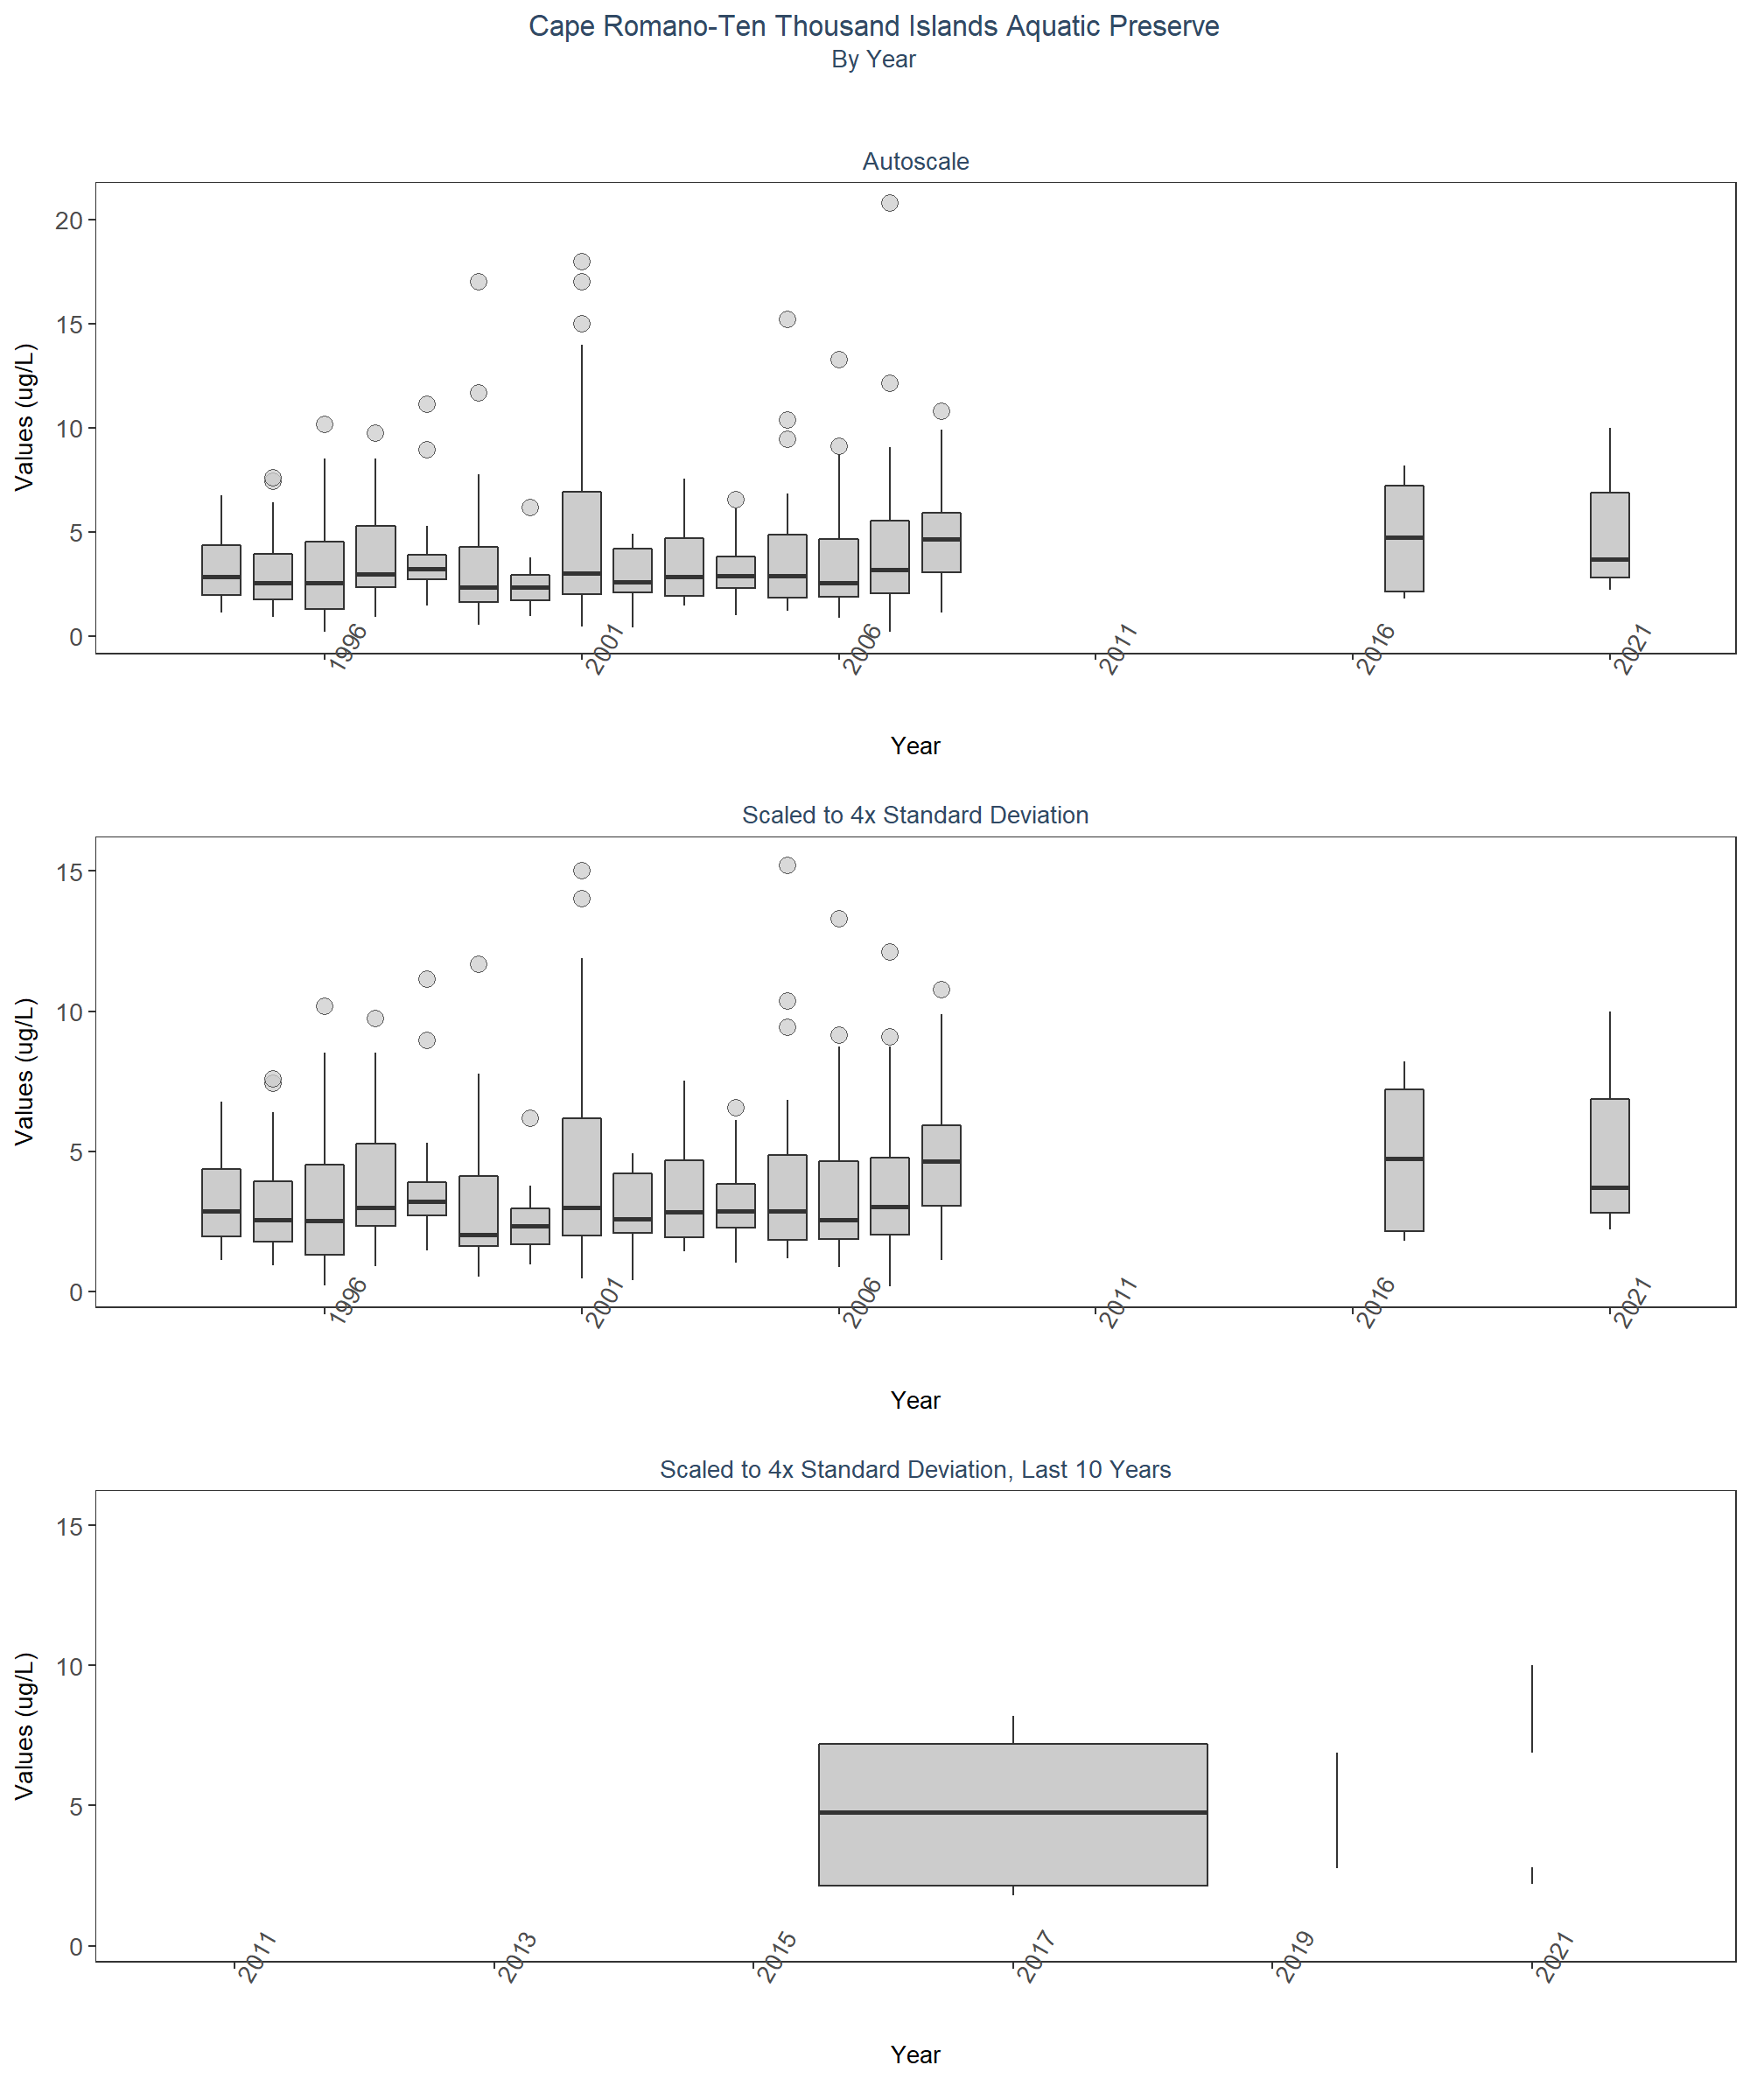 Cape Romano-Ten Thousand Islands Aquatic Preserve
By Year
Autoscale
Values (ug/L)
20
15
10
5
0
1996
2001
2006
2011
2016
2021
Year
Scaled to 4x Standard Deviation
Values (ug/L)
15
10
5
0
1996
2001
2006
2011
2016
2021
Year
Scaled to 4x Standard Deviation, Last 10 Years
Values (ug/L)
15
10
5
0
2011
2013
2015
2017
2019
2021
Year